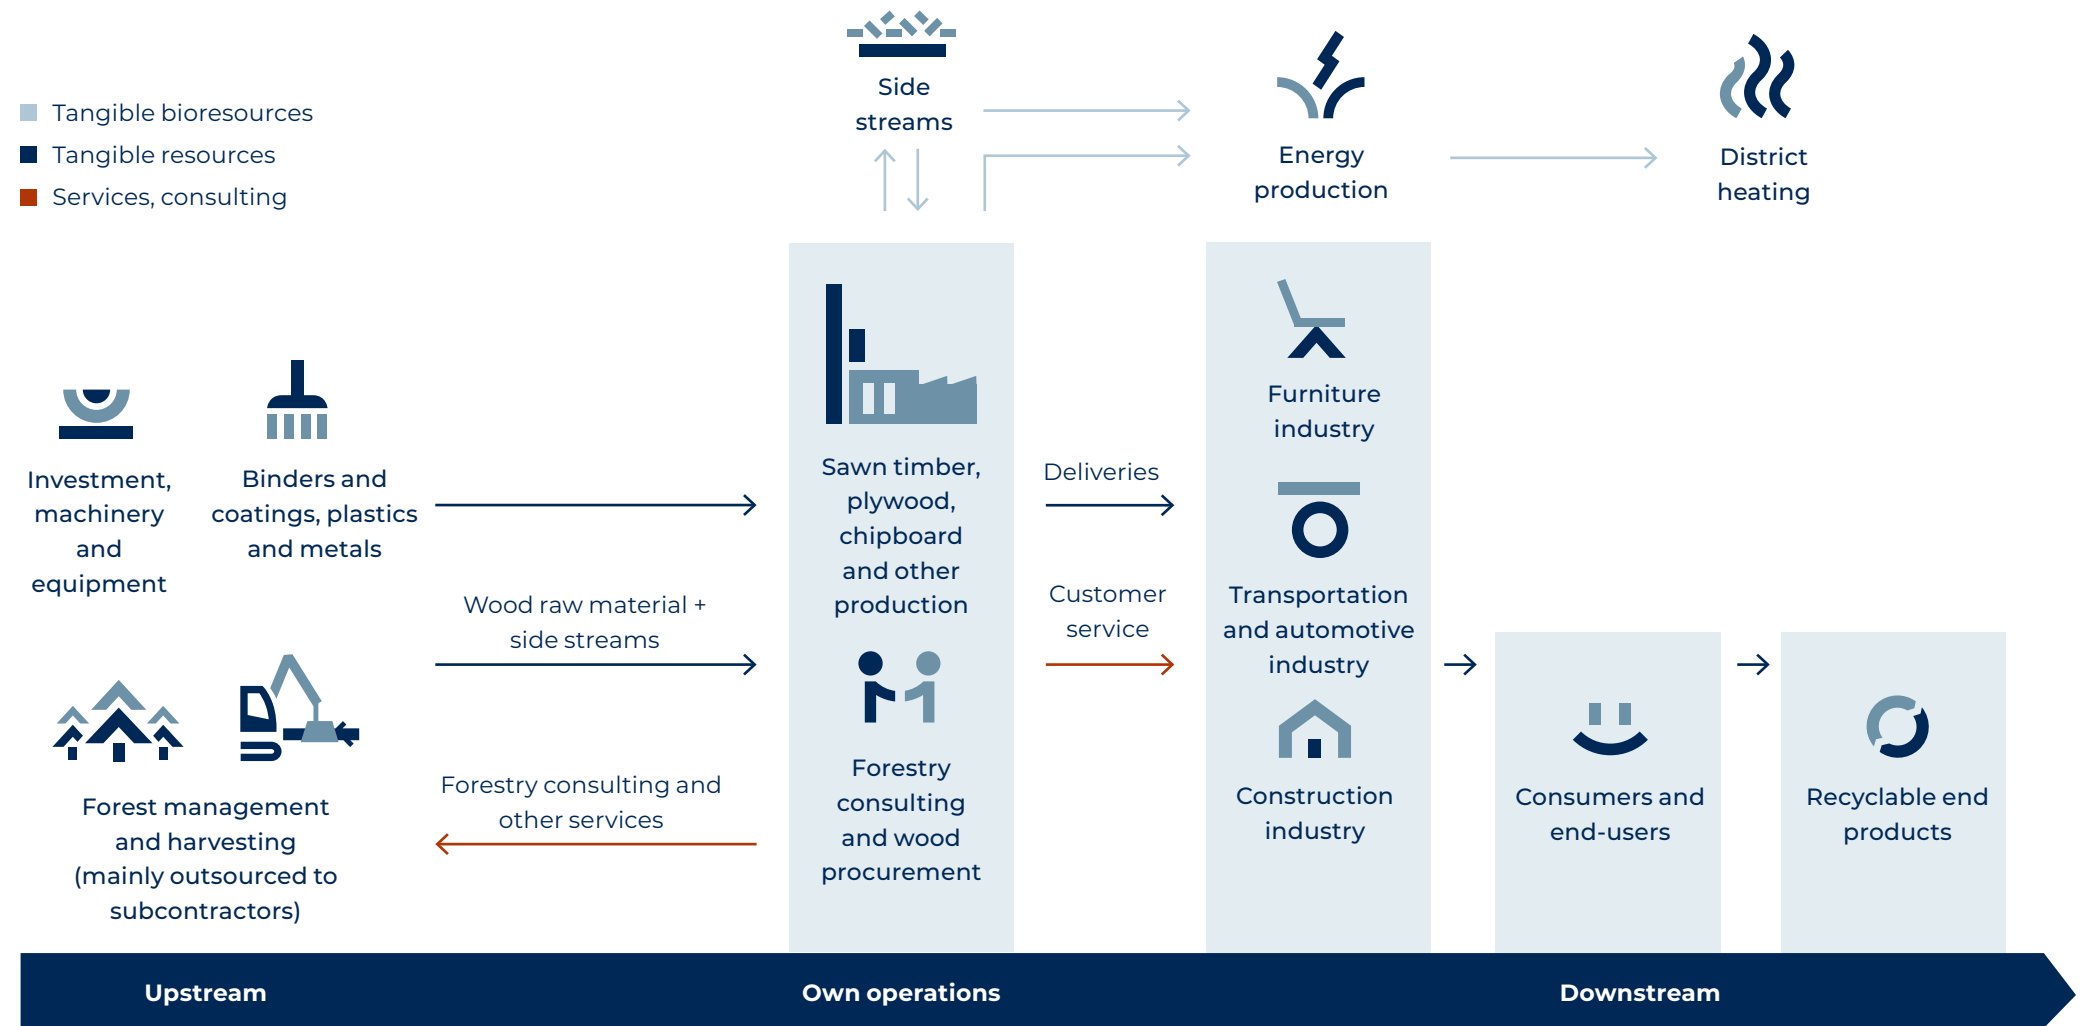 Tangible bioresources
Tangible resources
Services, consulting
Side
streams
Energy
production
District
heating
Investment,
machinery
and
equipment
Binders and
coatings, plastics
and metals
Wood raw material +
side streams
Forest management
and harvesting
(mainly outsourced to
subcontractors)
Forestry consulting and
other services
Sawn timber,
plywood,
chipboard
and other
production
Forestry
consulting
and wood
procurement
Deliveries
Customer
service
Furniture
industry
Transportation
and automotive
industry
Construction
industry
Consumers and
end-users
Recyclable end
products
Upstream
Own operations
Downstream